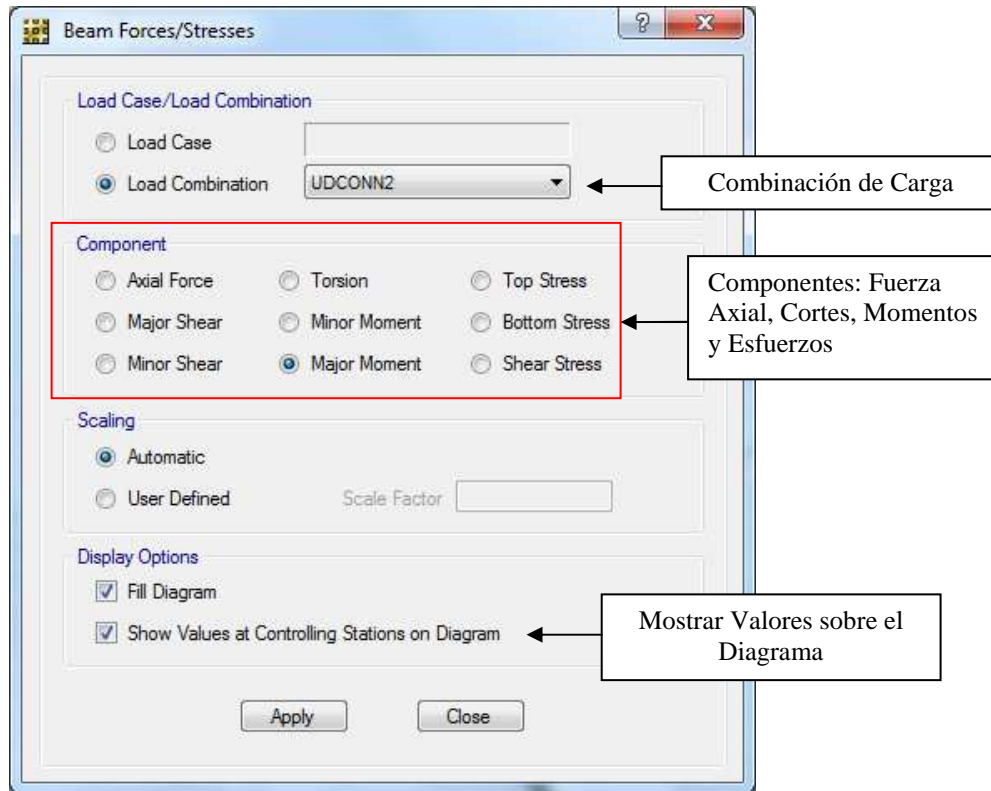 Beam Forces/Stresses
?
Load Case/Load Combination
Load Case
Load Combination
UDCONN2
Combinación de Carga
Component
Axial Force
Torsion
Top Stress
Major Shear
Minor Moment
Bottom Stress
Minor Shear
Major Moment
Shear Stress
Componentes: Fuerza
Axial, Cortes, Momentos
y Esfuerzos
Scaling
Automatic
User Defined
Scale Factor
Display Options
Fill Diagram
Show Values at Controlling Stations on Diagram
Mostrar Valores sobre el
Diagrama
Apply
Close